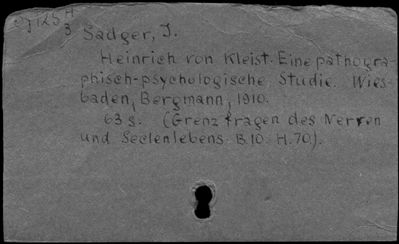 Sadger, J.
Heinrich von Kleist. Eine pathogra-
phisch-psychologische Studie. Wies-
baden, Bergmann, 1910.
63 s. (Grenzfragen des Nerven
und Seelenlebens. B.10. H.70).